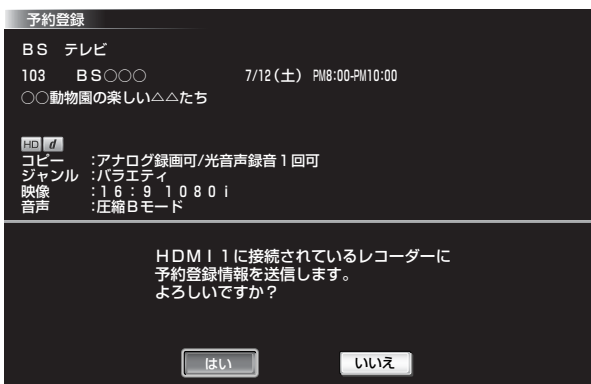 予約登録
BS テレビ
103 BS○○○ 7/12(土) PM8:00-PM10:00
○○動物園の楽しい△△たち
HD d
コピー :アナログ録画可/光音声録音1回可
ジャンル :バラエティ
映像 :16:9 1080i
音声 :圧縮Bモード
HDMI1に接続されているレコーダーに
予約登録情報を送信します。
よろしいですか?
はい いいえ